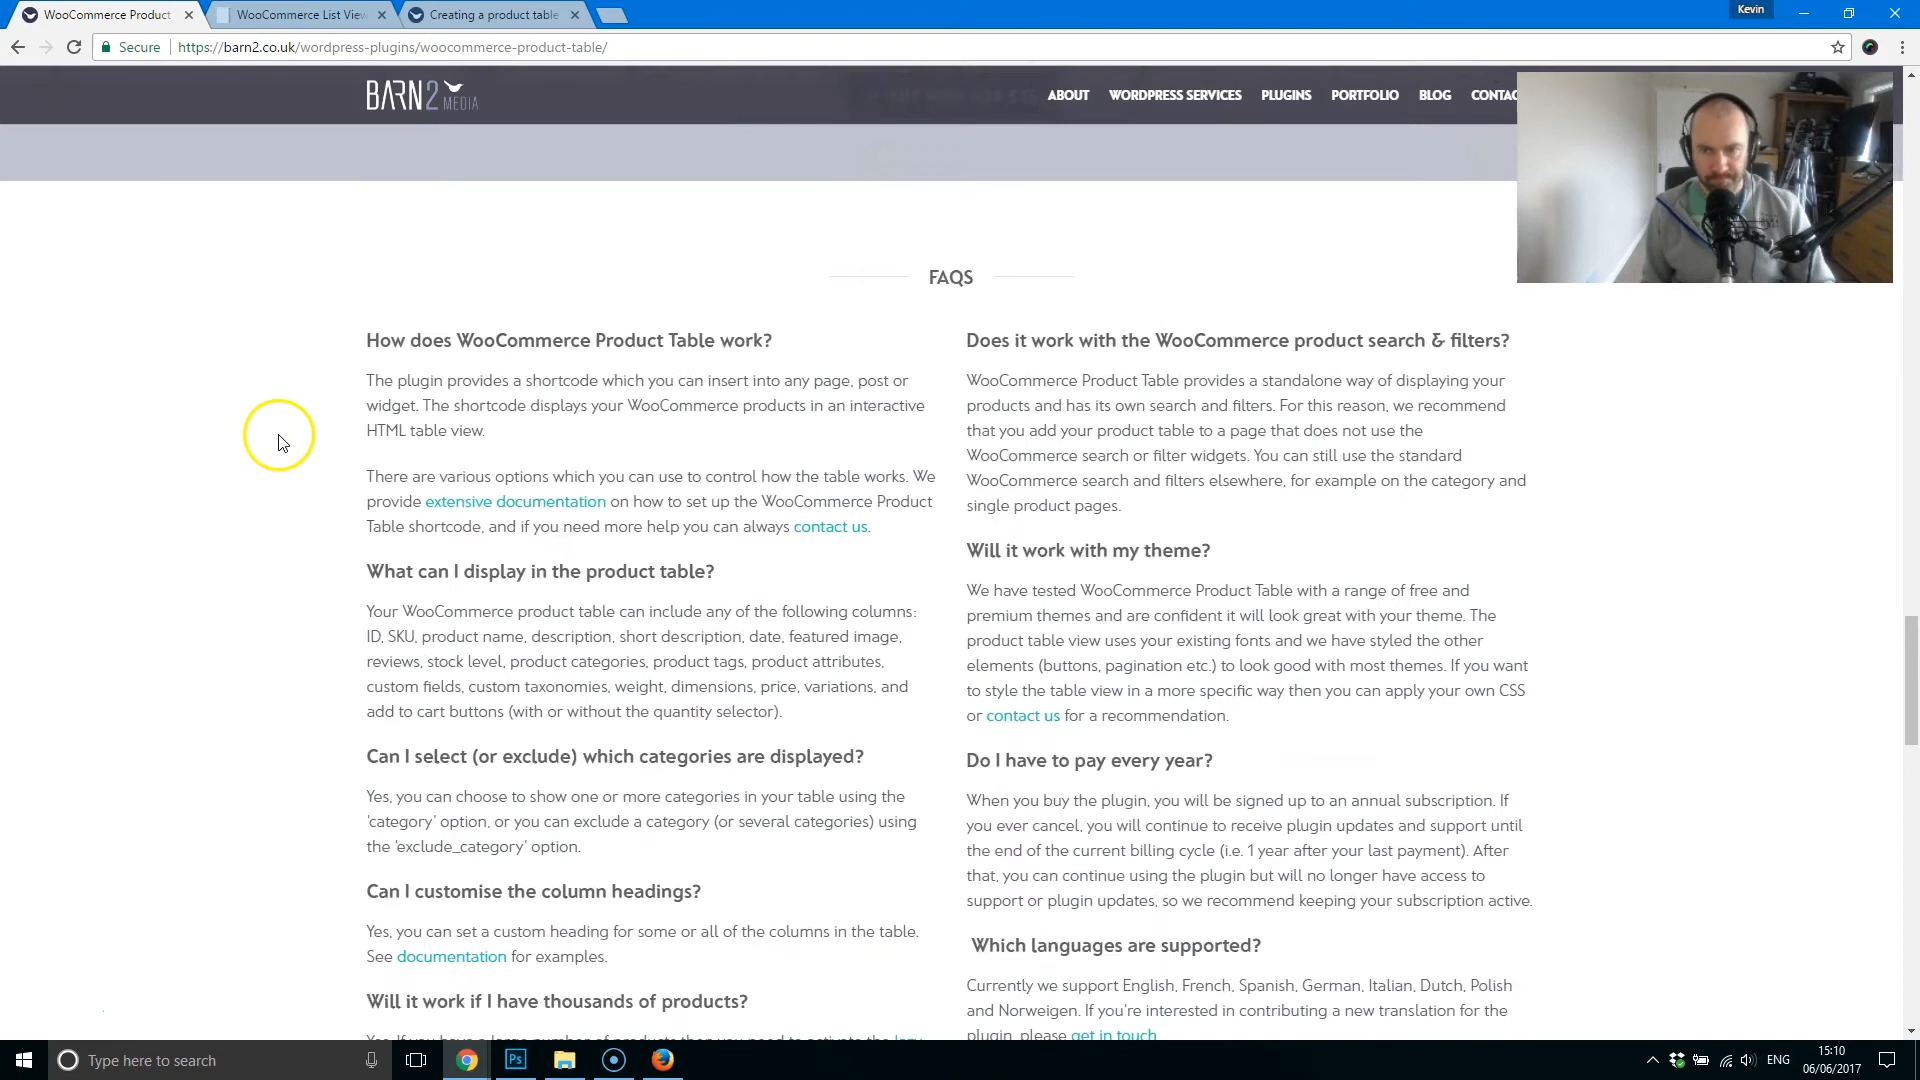 WooCommerce Product
WooCommerce List View
Creating a product table
Kevin
Secure
https://barn2.co.uk/wordpress-plugins/woocommerce-product-table/
BARN2 MEDIA
ABOUT
WORDPRESS SERVICES
PLUGINS
PORTFOLIO
BLOG
CONTAC
FAQS
How does WooCommerce Product Table work?
The plugin provides a shortcode which you can insert into any page, post or
widget. The shortcode displays your WooCommerce products in an interactive
HTML table view.
There are various options which you can use to control how the table works. We
provide extensive documentation on how to set up the WooCommerce Product
Table shortcode, and if you need more help you can always contact us.
What can I display in the product table?
Your WooCommerce product table can include any of the following columns:
ID, SKU, product name, description, short description, date, featured image,
reviews, stock level, product categories, product tags, product attributes,
custom fields, custom taxonomies, weight, dimensions, price, variations, and
add to cart buttons (with or without the quantity selector).
Can I select (or exclude) which categories are displayed?
Yes, you can choose to show one or more categories in your table using the
'category' option, or you can exclude a category (or several categories) using
the 'exclude_category' option.
Can I customise the column headings?
Yes, you can set a custom heading for some or all of the columns in the table.
See documentation for examples.
Will it work if I have thousands of products?
Yes. If you have a large number of products then you need to activate the lazy
Does it work with the WooCommerce product search & filters?
WooCommerce Product Table provides a standalone way of displaying your
products and has its own search and filters. For this reason, we recommend
that you add your product table to a page that does not use the
WooCommerce search or filter widgets. You can still use the standard
WooCommerce search and filters elsewhere, for example on the category and
single product pages.
Will it work with my theme?
We have tested WooCommerce Product Table with a range of free and
premium themes and are confident it will look great with your theme. The
product table view uses your existing fonts and we have styled the other
elements (buttons, pagination etc.) to look good with most themes. If you want
to style the table view in a more specific way then you can apply your own CSS
or contact us for a recommendation.
Do I have to pay every year?
When you buy the plugin, you will be signed up to an annual subscription. If
you ever cancel, you will continue to receive plugin updates and support until
the end of the current billing cycle (i.e. 1 year after your last payment). After
that, you can continue using the plugin but will no longer have access to
support or plugin updates, so we recommend keeping your subscription active.
Which languages are supported?
Currently we support English, French, Spanish, German, Italian, Dutch, Polish
and Norweigen. If you're interested in contributing a new translation for the
plugin, please get in touch.
Type here to search
Ps
ENG
15:10
06/06/2017